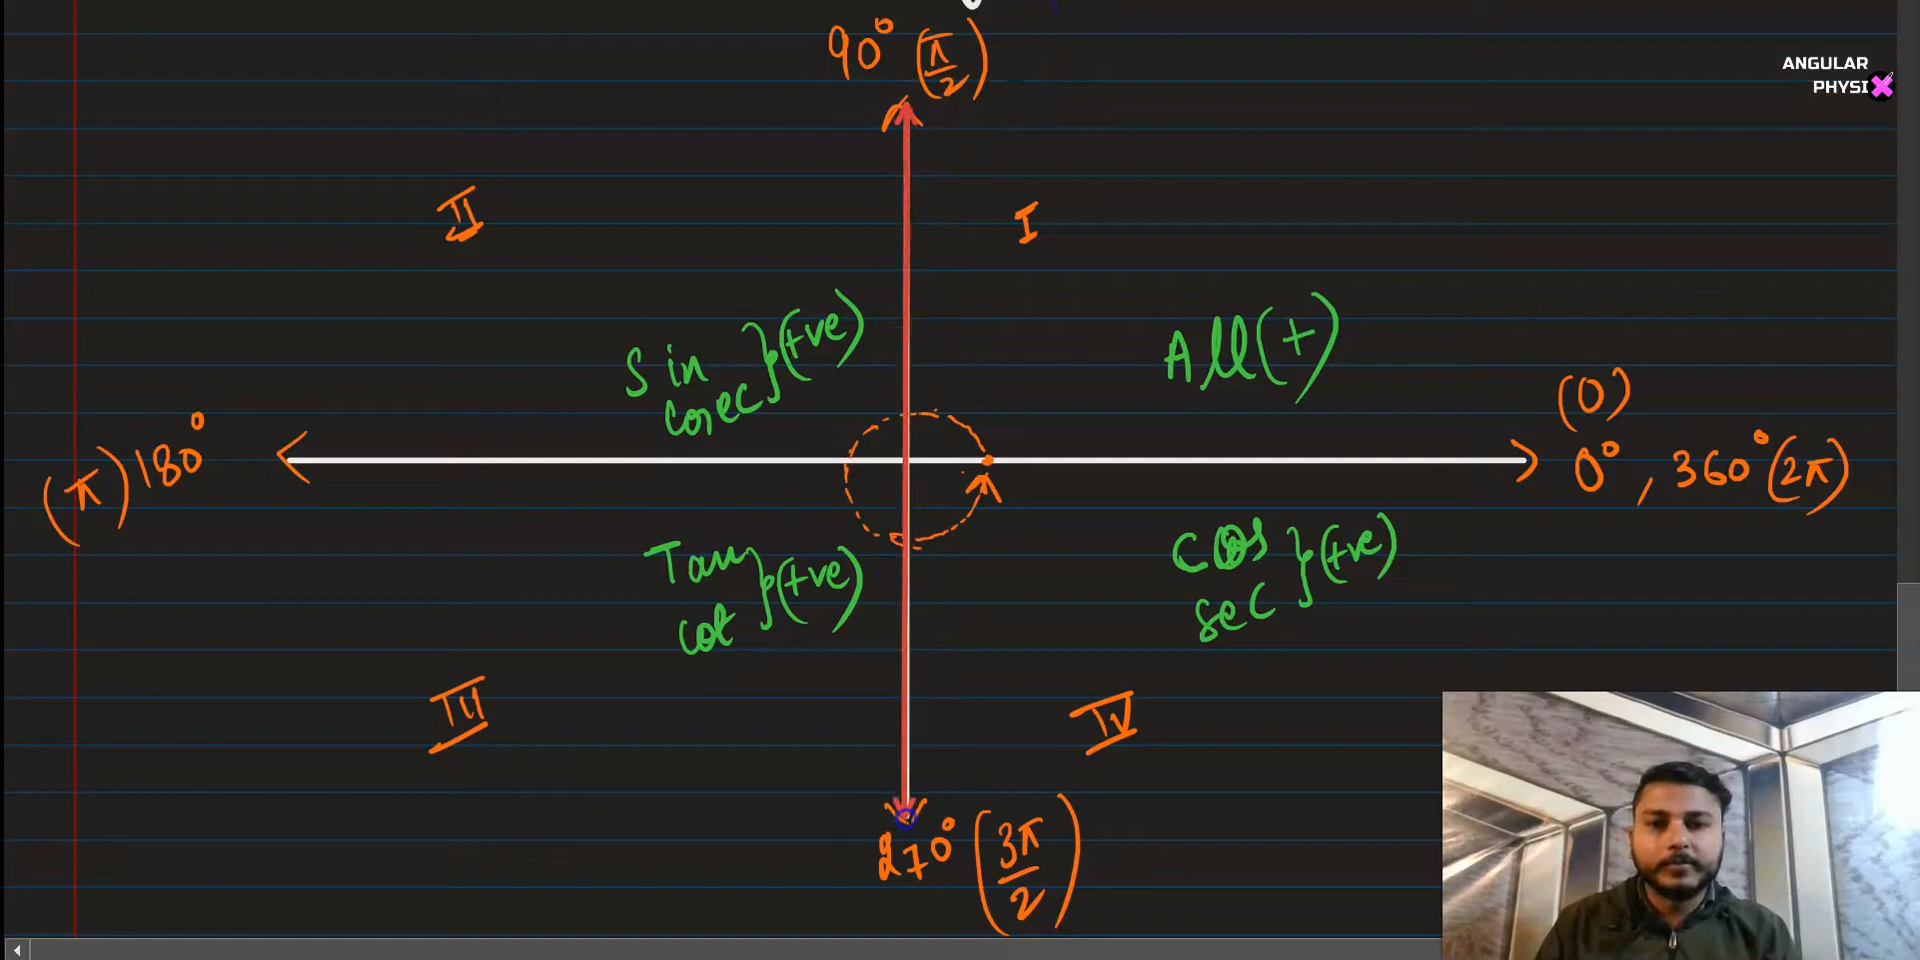 90° (π/2)
ANGULAR
PHYSI
II
I
Sin
Cosec } (+ve)
All (+)
(0)
(π) 180°
0°, 360° (2π)
Tan
cot } (+ve)
Cos
sec } (+ve)
III
IV
270° (3π/2)